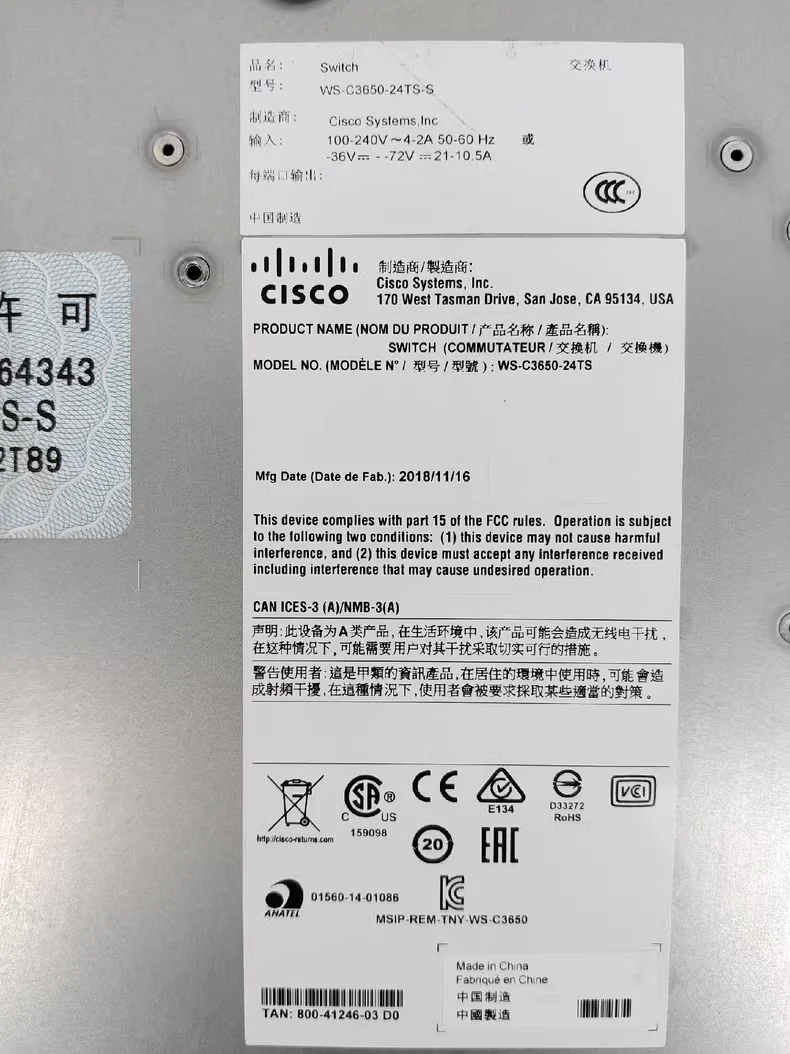 品名: Switch 交换机
型号: WS-C3650-24TS-S
制造商: Cisco Systems,Inc
输入: 100-240V～4-2A 50-60 Hz 或
-36V⎓ - -72V⎓21-10.5A
每端口输出:
CCC
中国制造
许 可
64343
S-S
2T89
CISCO
制造商/製造商:
Cisco Systems, Inc.
170 West Tasman Drive, San Jose, CA 95134, USA
PRODUCT NAME (NOM DU PRODUIT / 产品名称 / 產品名稱):
SWITCH (COMMUTATEUR / 交换机 / 交換機)
MODEL NO. (MODÈLE N° / 型号 / 型號 ) : WS-C3650-24TS
Mfg Date (Date de Fab.): 2018/11/16
This device complies with part 15 of the FCC rules. Operation is subject
to the following two conditions: (1) this device may not cause harmful
interference, and (2) this device must accept any interference received
including interference that may cause undesired operation.
CAN ICES-3 (A)/NMB-3(A)
声明:此设备为A类产品,在生活环境中,该产品可能会造成无线电干扰,
在这种情况下,可能需要用户对其干扰采取切实可行的措施。
警告使用者:這是甲類的資訊產品,在居住的環境中使用時,可能會造
成射頻干擾,在這種情況下,使用者會被要求採取某些適當的對策。
http://cisco-returns.com
C SA ® US
159098
CE
E134
D33272
RoHS
VCI
20
EAC
ANATEL
01560-14-01086
MSIP-REM-TNY-WS-C3650
Made in China
Fabriqué en Chine
中国制造
中國製造
TAN: 800-41246-03 D0